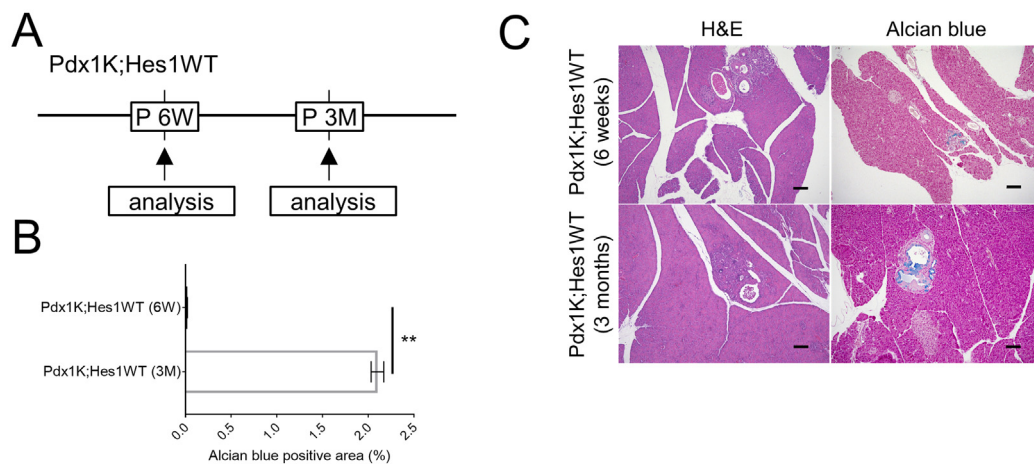 A
Pdx1K;Hes1WT
P 6W
P 3M
analysis
analysis
B
Pdx1K;Hes1WT (6W)
Pdx1K;Hes1WT (3M)
**
0.0
0.5
1.0
1.5
2.0
2.5
Alcian blue positive area (%)
C
H&E
Alcian blue
Pdx1K;Hes1WT
(6 weeks)
Pdx1K;Hes1WT
(3 months)